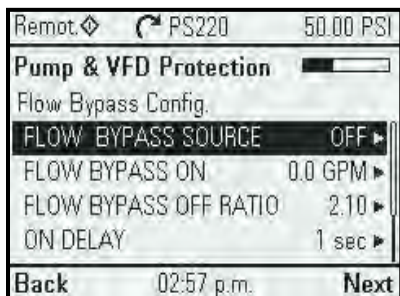 Remot. PS220 50.00 PSI
Pump & VFD Protection
Flow Bypass Config.
FLOW BYPASS SOURCE OFF
FLOW BYPASS ON 0.0 GPM
FLOW BYPASS OFF RATIO 2.10
ON DELAY 1 sec
Back 02:57 p.m. Next